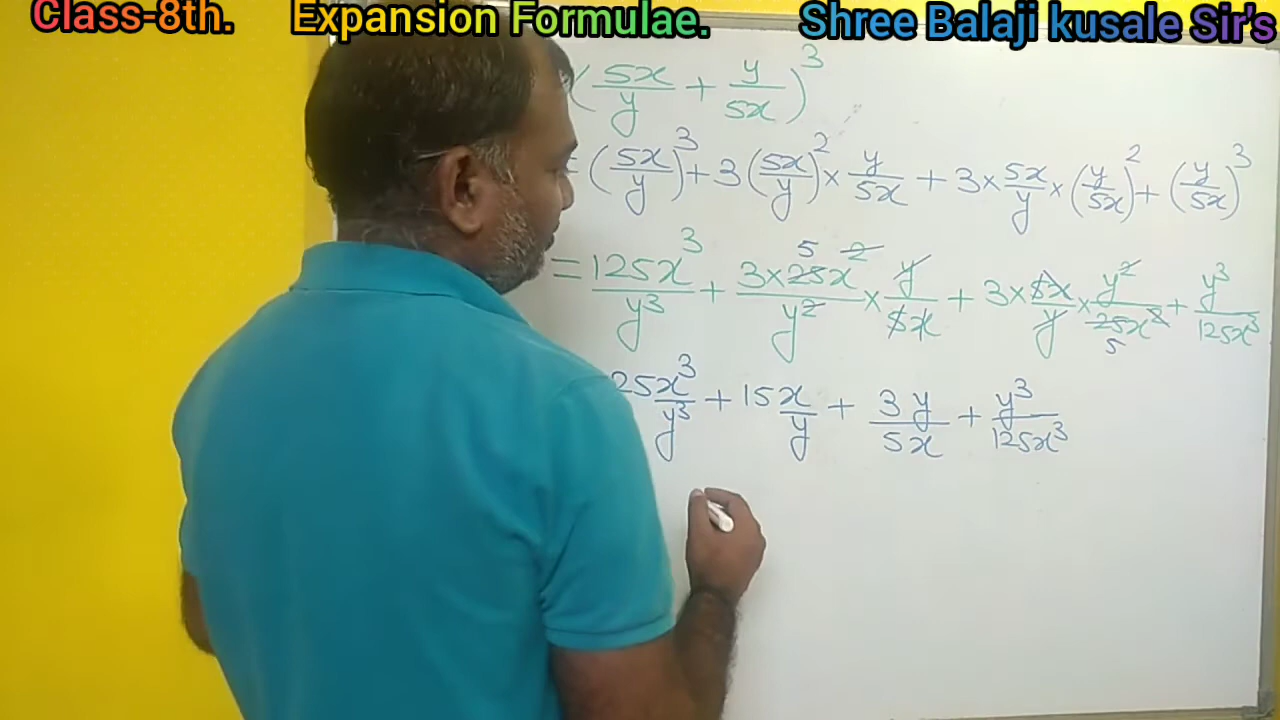 Class-8th. Expansion Formulae. Shree Balaji kusale Sir's
(5x/y + y/5x)³
= (5x/y)³ + 3(5x/y)² × y/5x + 3 × 5x/y × (y/5x)² + (y/5x)³
= 125x³/y³ + 3×25x²/y² × y/5x + 3 × 5x/y × y²/25x² + y³/125x³
5 5
25x³/y³ + 15x/y + 3y/5x + y³/125x³